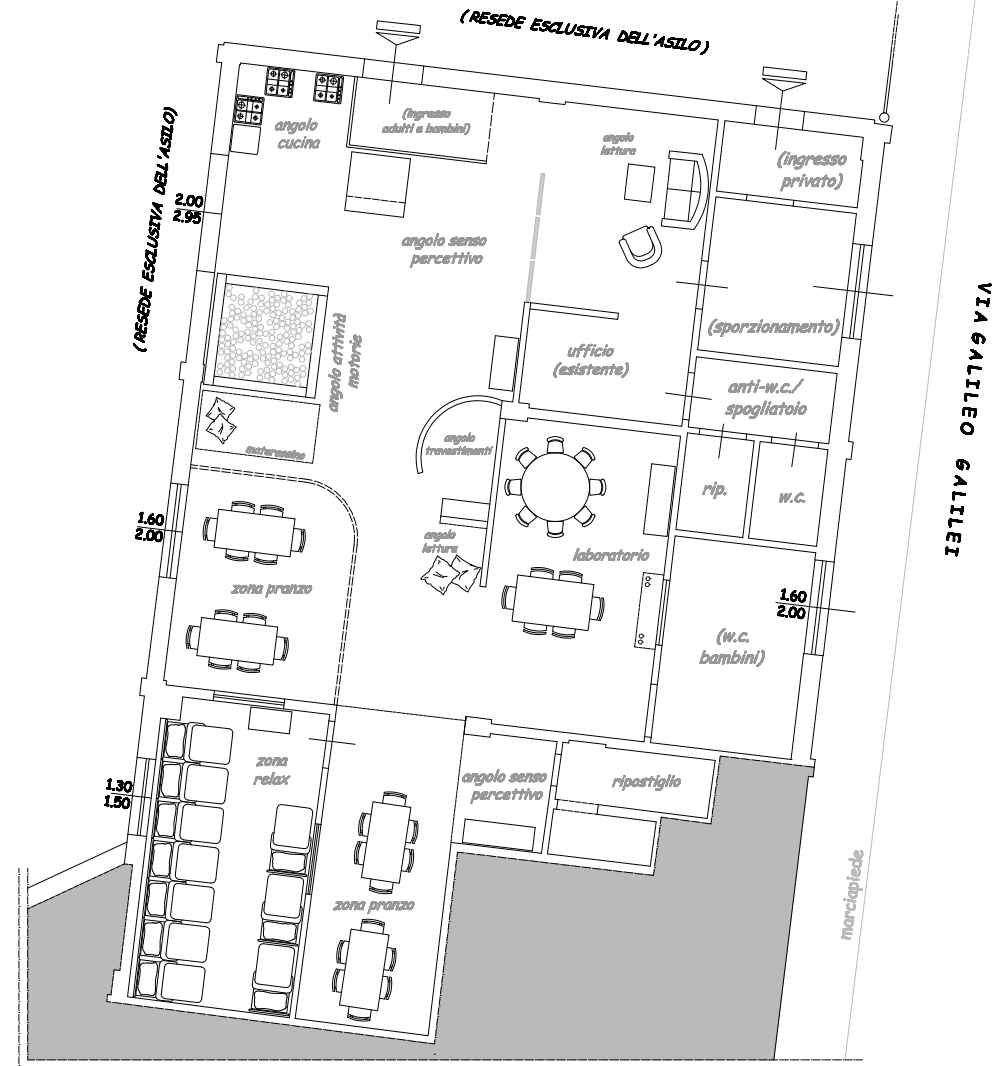 (RESEDE ESCLUSIVA DELL'ASILO)
(RESEDE ESCLUSIVA DELL'ASILO)
angolo
cucina
(ingresso
adulti e bambini)
angolo
lettura
(ingresso
privato)
2.00
2.95
angolo senso
percettivo
angolo attività
motorie
ufficio
(esistente)
(sporzionamento)
VIA GALILEO GALILEI
anti-w.c./
spogliatoio
materassino
angolo
travestimenti
rip.
w.c.
1.60
2.00
angolo
lettura
laboratorio
zona pranzo
1.60
2.00
(w.c.
bambini)
zona
relax
angolo senso
percettivo
ripostiglio
1.30
1.50
zona pranzo
marciapiede